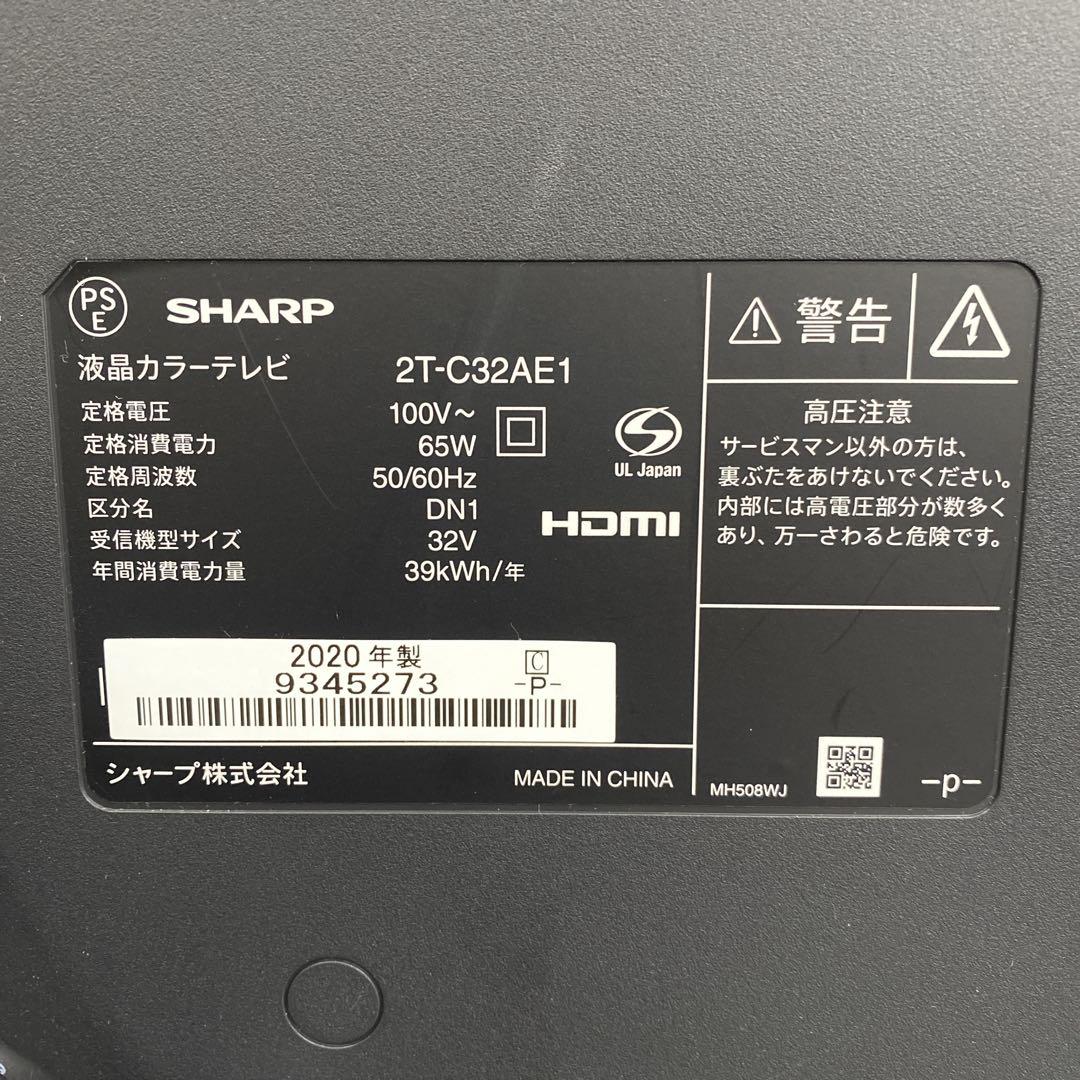 PS
E
SHARP
液晶カラーテレビ 2T-C32AE1
定格電圧 100V～
定格消費電力 65W
定格周波数 50/60Hz
区分名 DN1
受信機型サイズ 32V
年間消費電力量 39kWh/年
UL Japan
HDMI
2020 年製 C
9345273 -P-
シャープ株式会社 MADE IN CHINA
警告
高圧注意
サービスマン以外の方は、
裏ぶたをあけないでください。
内部には高電圧部分が数多く
あり、万一さわると危険です。
MH508WJ
-p-